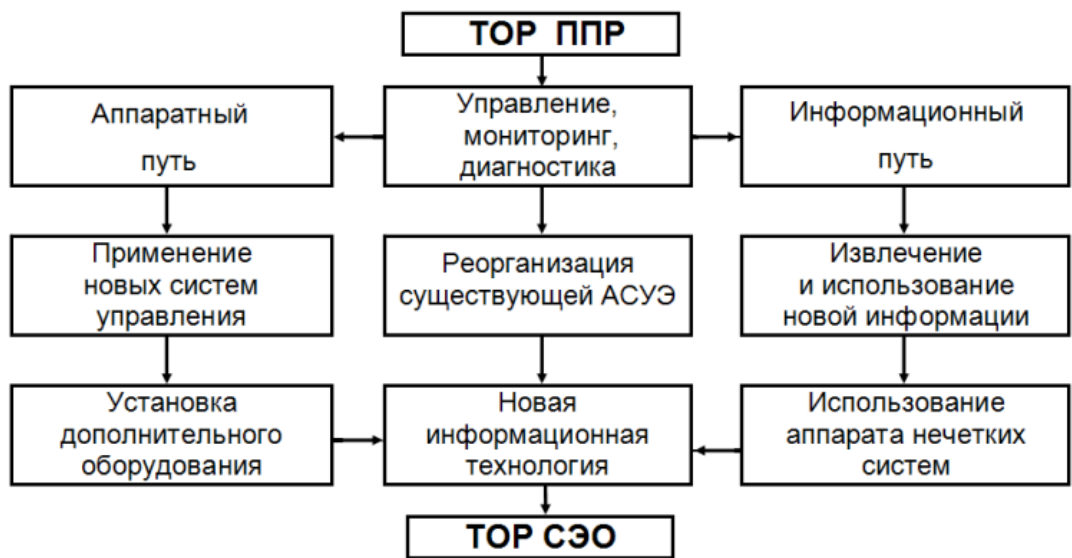 ТОР ППР
Аппаратный
путь
Управление,
мониторинг,
диагностика
Информационный
путь
Применение
новых систем
управления
Реорганизация
существующей АСУЭ
Извлечение
и использование
новой информации
Установка
дополнительного
оборудования
Новая
информационная
технология
Использование
аппарата нечетких
систем
ТОР СЭО